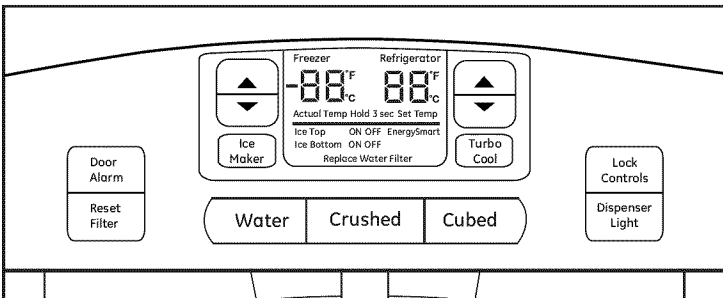 Freezer Refrigerator
-88 °F °C 88 °F °C
Actual Temp Hold 3 sec Set Temp
Ice Top ON OFF EnergySmart
Ice Bottom ON OFF
Replace Water Filter
Ice
Maker
Turbo
Cool
Door
Alarm
Reset
Filter
Lock
Controls
Dispenser
Light
Water Crushed Cubed